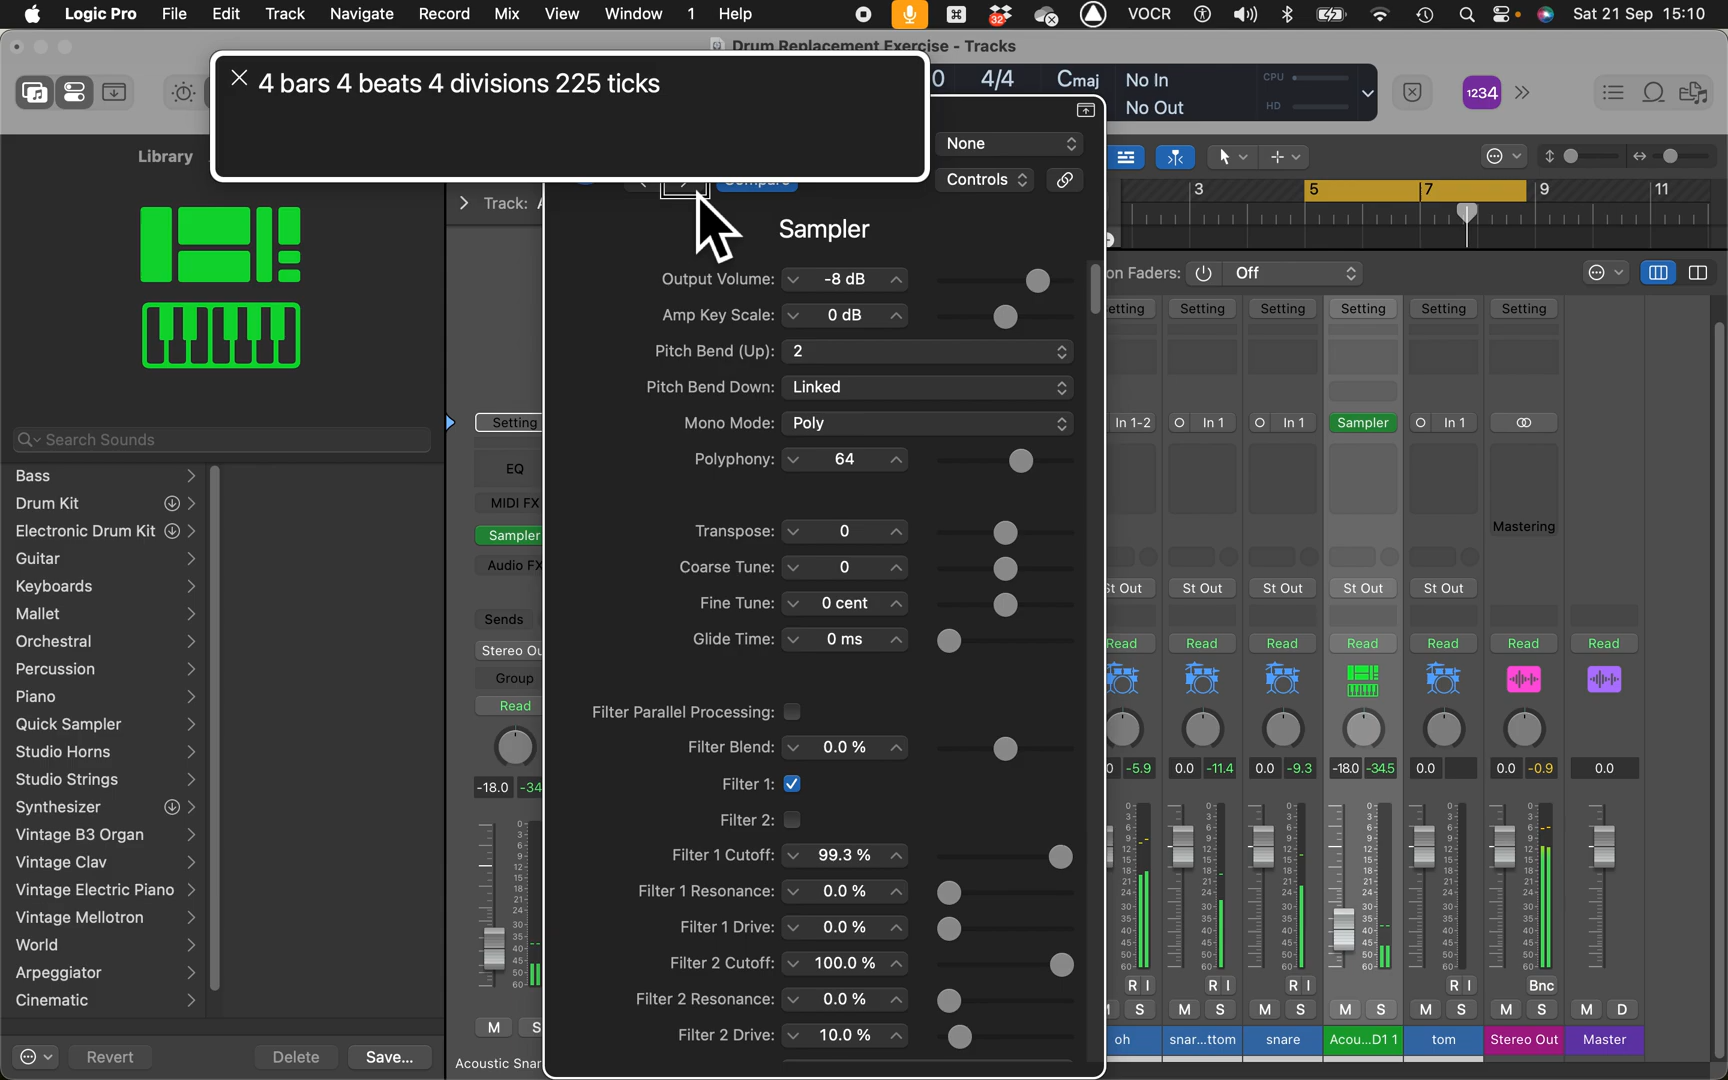 Logic Pro File Edit Track Navigate Record Mix View Window 1 Help 32 VOCR Sat 21 Sep 15:10
Drum Replacement Exercise - Tracks
4 bars 4 beats 4 divisions 225 ticks
0 4/4 Cmaj No In CPU
No Out HD
1234
Library
None
Controls
Compare
Track:
3 5 7 9 11
Sampler
on Faders: Off
Output Volume: -8 dB
Amp Key Scale: 0 dB
Pitch Bend (Up): 2
Pitch Bend Down: Linked
Mono Mode: Poly
Polyphony: 64
Transpose: 0
Coarse Tune: 0
Fine Tune: 0 cent
Glide Time: 0 ms
Filter Parallel Processing:
Filter Blend: 0.0 %
Filter 1:
Filter 2:
Filter 1 Cutoff: 99.3 %
Filter 1 Resonance: 0.0 %
Filter 1 Drive: 0.0 %
Filter 2 Cutoff: 100.0 %
Filter 2 Resonance: 0.0 %
Filter 2 Drive: 10.0 %
Search Sounds
Bass
Drum Kit
Electronic Drum Kit
Guitar
Keyboards
Mallet
Orchestral
Percussion
Piano
Quick Sampler
Studio Horns
Studio Strings
Synthesizer
Vintage B3 Organ
Vintage Clav
Vintage Electric Piano
Vintage Mellotron
World
Arpeggiator
Cinematic
Revert Delete Save...
Setting
EQ
MIDI FX
Sampler
Audio FX
Sends
Stereo Ou
Group
Read
-18.0 -34
M S
Acoustic Snar
etting Setting Setting Setting Setting Setting
In 1-2 In 1 In 1 Sampler In 1
Mastering
St Out St Out St Out St Out St Out
Read Read Read Read Read Read Read
0 -5.9 0.0 -11.4 0.0 -9.3 -18.0 -34.5 0.0 0.0 -0.9 0.0
R I R I R I R I Bnc
S M S M S M S M S M S M D
oh snar...ttom snare Acou...D1 1 tom Stereo Out Master